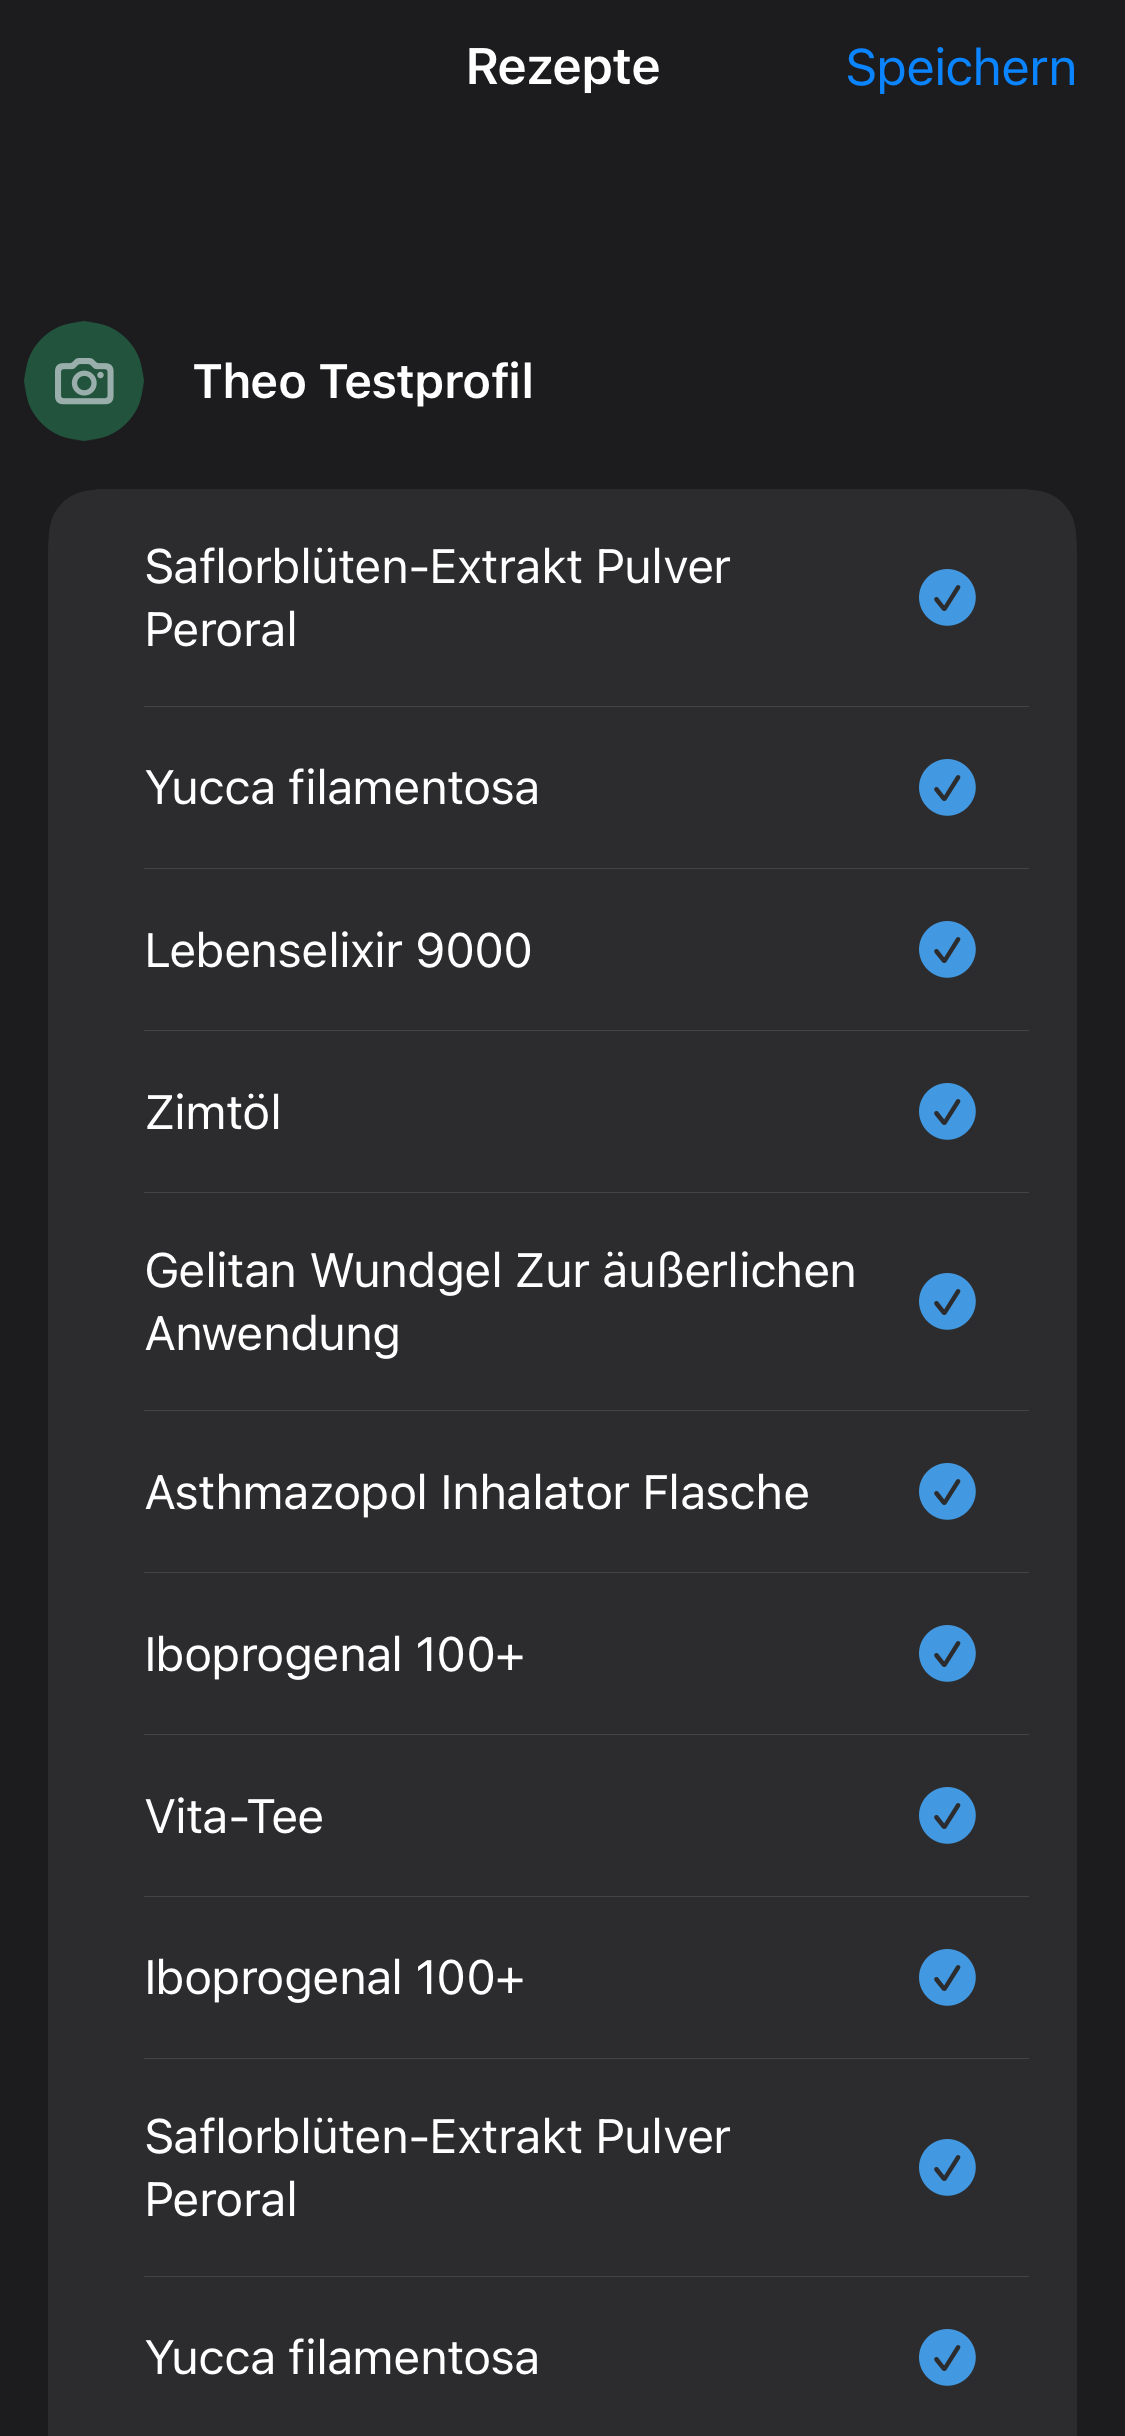 Rezepte
Speichern
Theo Testprofil
Saflorblüten-Extrakt Pulver
Peroral
Yucca filamentosa
Lebenselixir 9000
Zimtöl
Gelitan Wundgel Zur äußerlichen
Anwendung
Asthmazopol Inhalator Flasche
Iboprogenal 100+
Vita-Tee
Iboprogenal 100+
Saflorblüten-Extrakt Pulver
Peroral
Yucca filamentosa